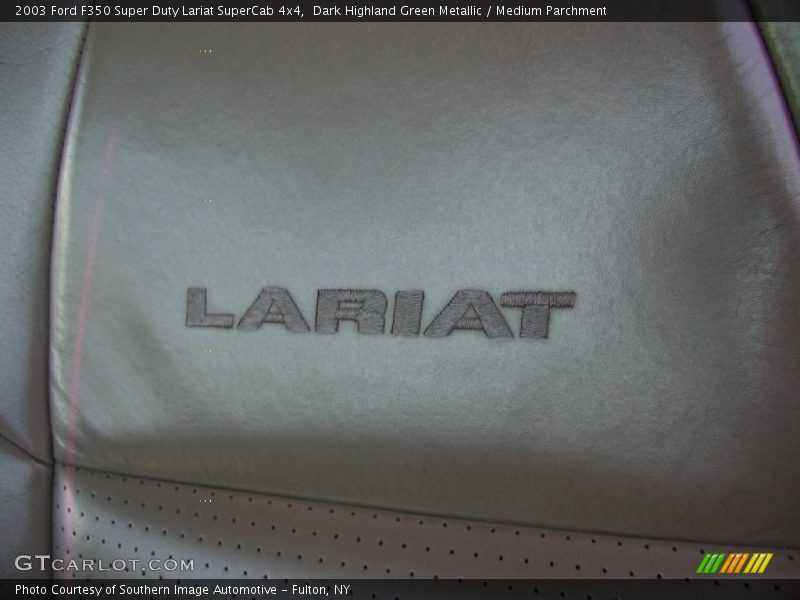 2003 Ford F350 Super Duty Lariat SuperCab 4x4,  Dark Highland Green Metallic / Medium Parchment
LARIAT
GTCARLOT.COM
Photo Courtesy of Southern Image Automotive - Fulton, NY